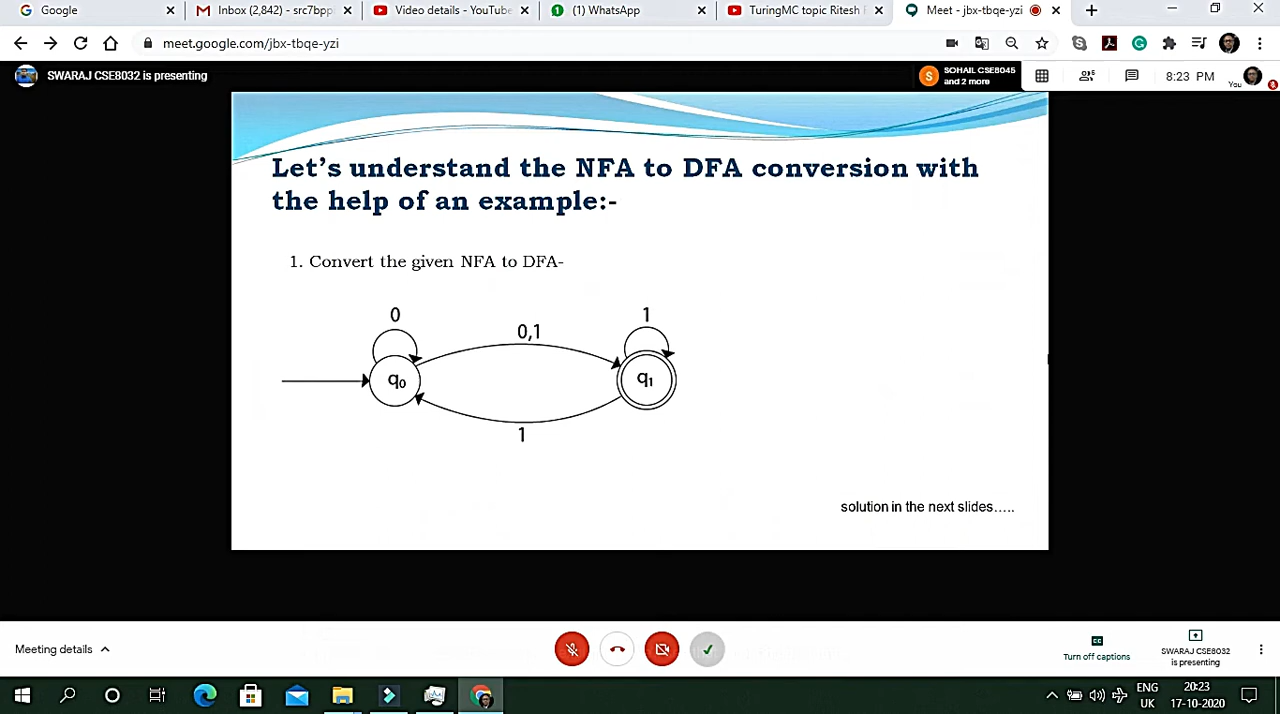 Google
Inbox (2,842) - src7bpp
Video details - YouTube
(1) WhatsApp
TuringMC topic Ritesh
Meet - jbx-tbqe-yzi
meet.google.com/jbx-tbqe-yzi
SWARAJ CSE8032 is presenting
S
SOHAIL CSE8045
and 2 more
8:23 PM
You
Let's understand the NFA to DFA conversion with
the help of an example:-
1. Convert the given NFA to DFA-
0
0,1
1
q0
q1
1
solution in the next slides.....
Meeting details
CC
Turn off captions
SWARAJ CSE8032
is presenting
ENG
UK
20:23
17-10-2020